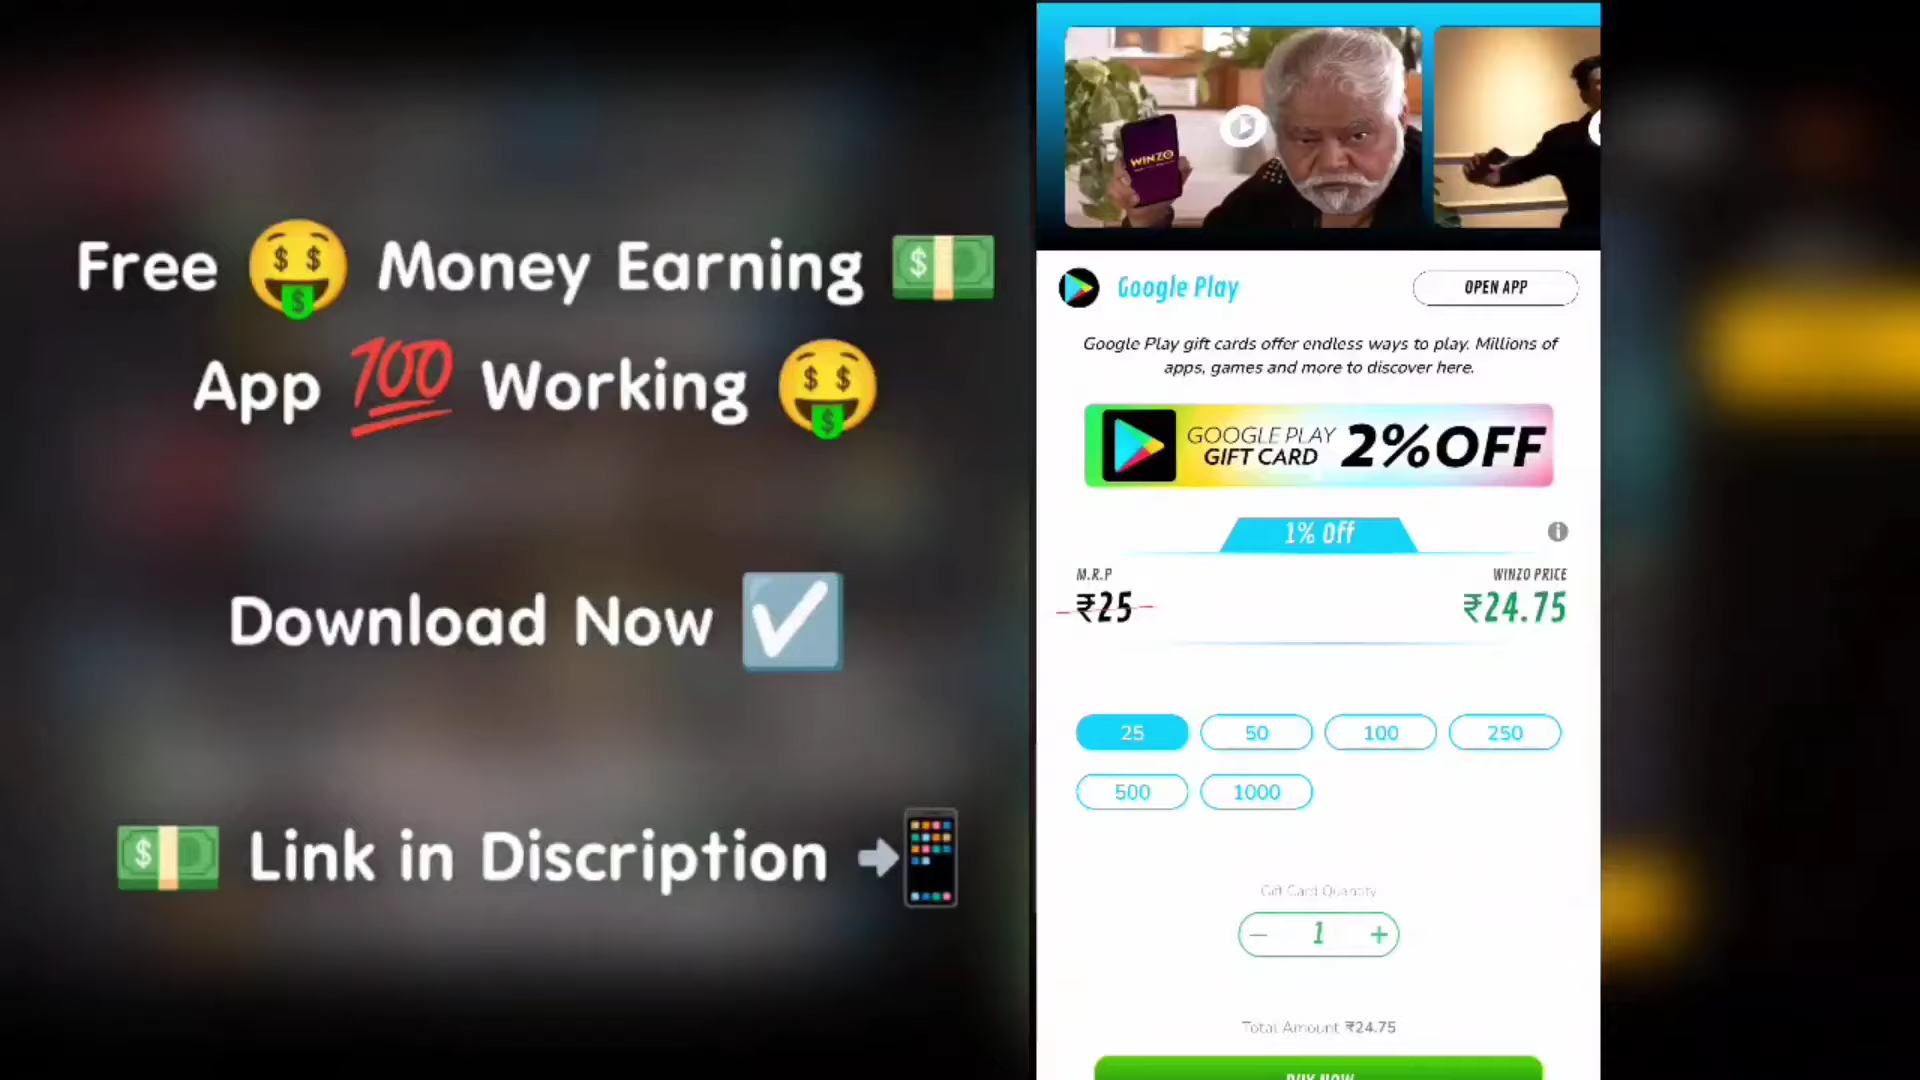 Free 🤑 Money Earning 💵
App 💯 Working 🤑
Download Now ☑️
💵 Link in Discription 📲
WINZO
Google Play
OPEN APP
Google Play gift cards offer endless ways to play. Millions of
apps, games and more to discover here.
GOOGLE PLAY
GIFT CARD
2%OFF
1% Off
M.R.P
WINZO PRICE
₹25
₹24.75
25 50 100 250
500 1000
Gift Card Quantity
— 1 +
Total Amount ₹24.75
BUY NOW